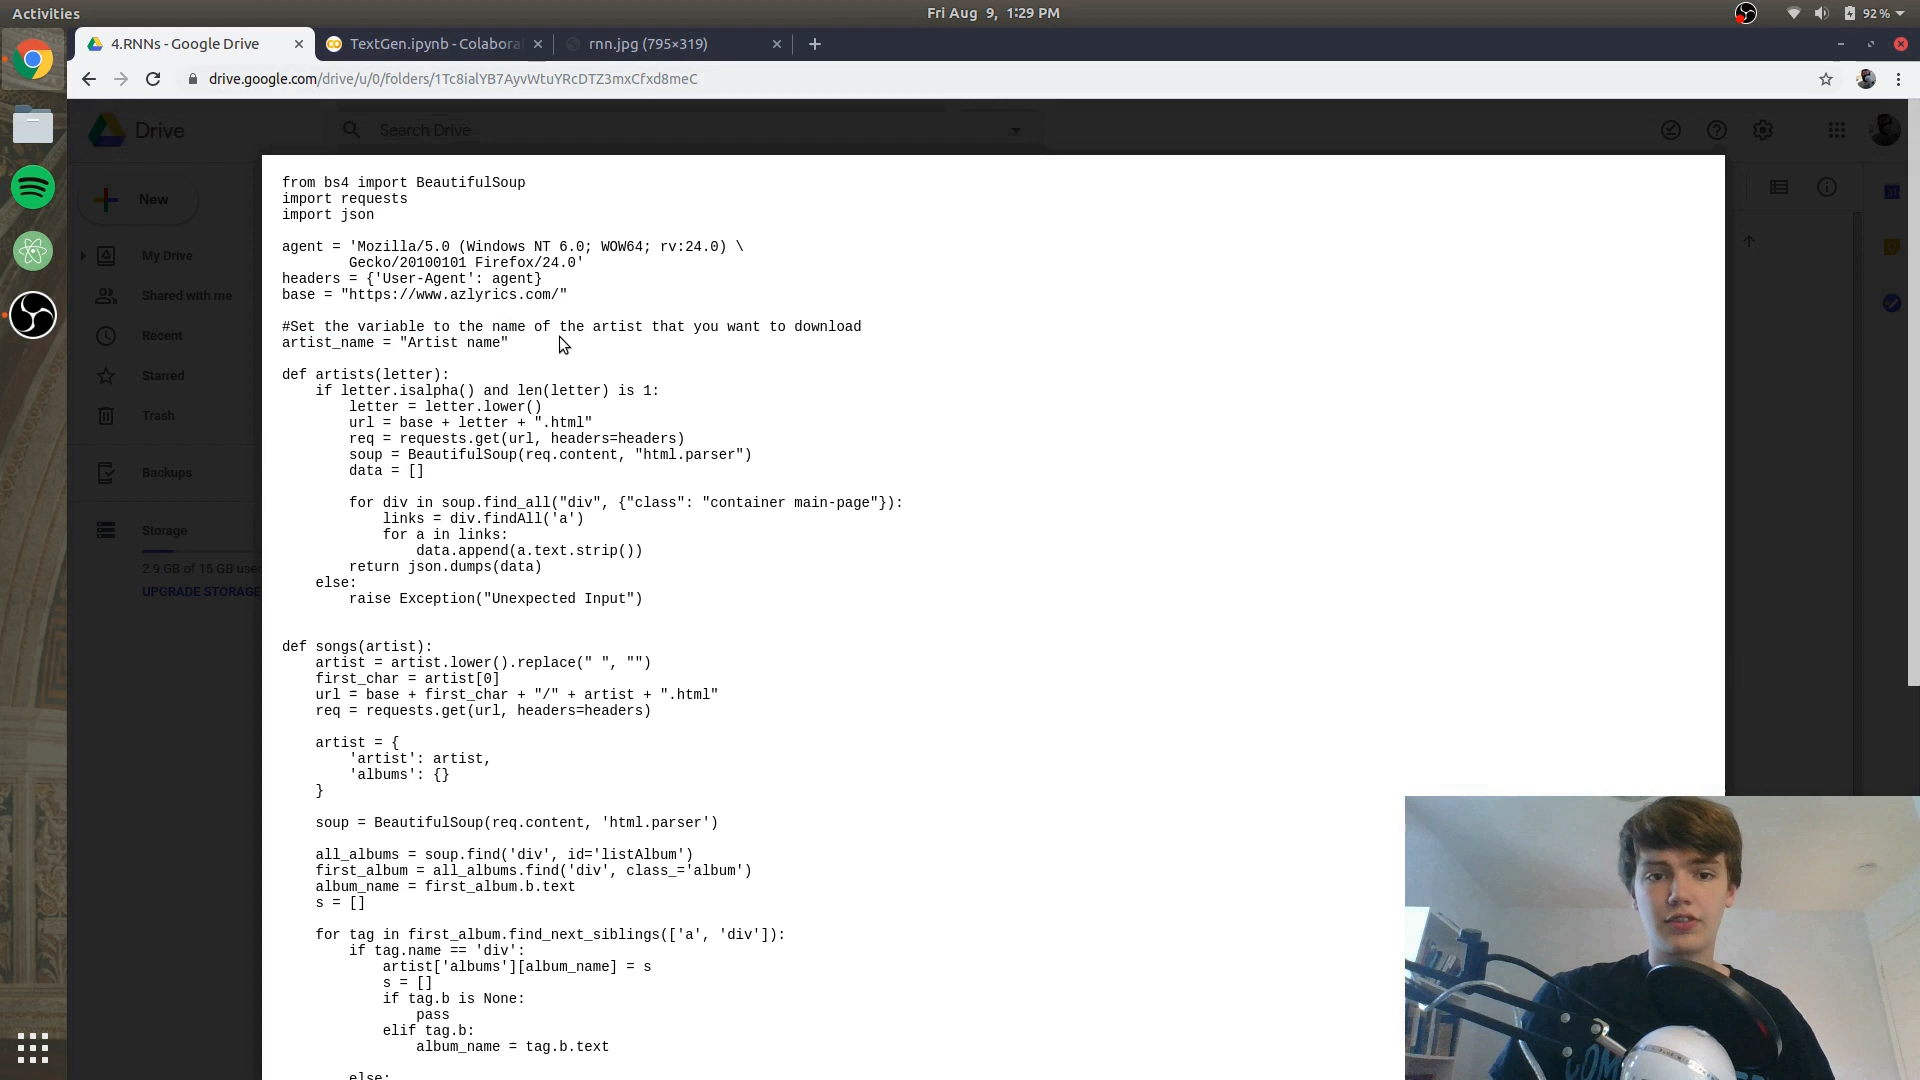 Activities
Fri Aug 9, 1:29 PM
92%
4.RNNs - Google Drive
TextGen.ipynb - Colabora
rnn.jpg (795×319)
drive.google.com/drive/u/0/folders/1Tc8ialYB7AyvWtuYRcDTZ3mxCfxd8meC
Drive
Search Drive
New
My Drive
Shared with me
Recent
Starred
Trash
Backups
Storage
2.9 GB of 15 GB used
UPGRADE STORAGE
from bs4 import BeautifulSoup
import requests
import json
agent = 'Mozilla/5.0 (Windows NT 6.0; WOW64; rv:24.0) \
Gecko/20100101 Firefox/24.0'
headers = {'User-Agent': agent}
base = "https://www.azlyrics.com/"
#Set the variable to the name of the artist that you want to download
artist_name = "Artist name"
def artists(letter):
if letter.isalpha() and len(letter) is 1:
letter = letter.lower()
url = base + letter + ".html"
req = requests.get(url, headers=headers)
soup = BeautifulSoup(req.content, "html.parser")
data = []
for div in soup.find_all("div", {"class": "container main-page"}):
links = div.findAll('a')
for a in links:
data.append(a.text.strip())
return json.dumps(data)
else:
raise Exception("Unexpected Input")
def songs(artist):
artist = artist.lower().replace(" ", "")
first_char = artist[0]
url = base + first_char + "/" + artist + ".html"
req = requests.get(url, headers=headers)
artist = {
'artist': artist,
'albums': {}
}
soup = BeautifulSoup(req.content, 'html.parser')
all_albums = soup.find('div', id='listAlbum')
first_album = all_albums.find('div', class_='album')
album_name = first_album.b.text
s = []
for tag in first_album.find_next_siblings(['a', 'div']):
if tag.name == 'div':
artist['albums'][album_name] = s
s = []
if tag.b is None:
pass
elif tag.b:
album_name = tag.b.text
else: